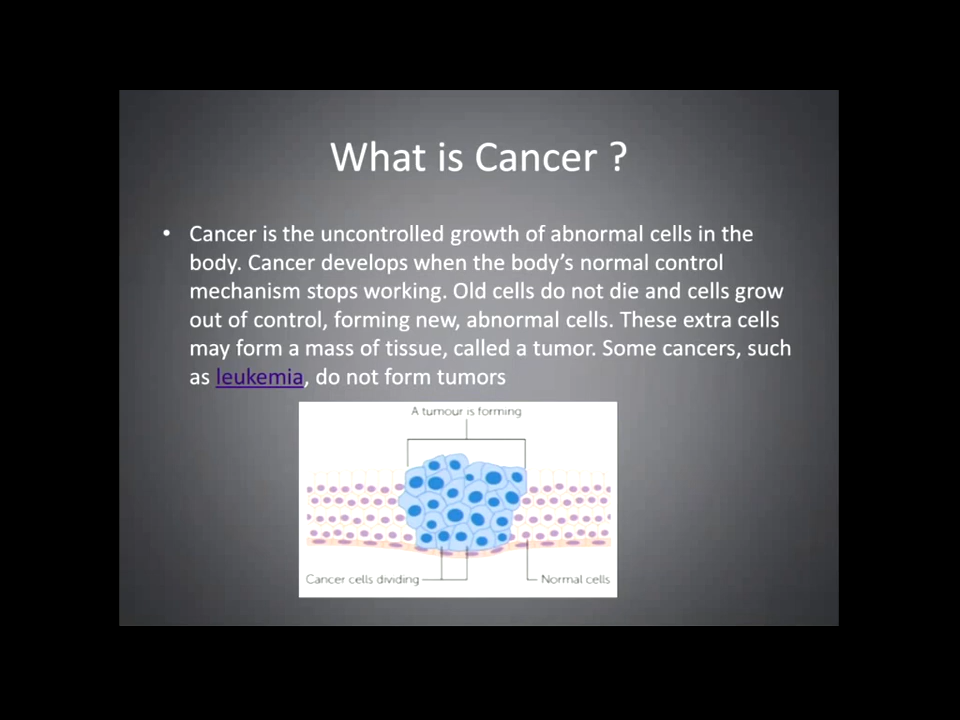 What is Cancer ?
• Cancer is the uncontrolled growth of abnormal cells in the
body. Cancer develops when the body’s normal control
mechanism stops working. Old cells do not die and cells grow
out of control, forming new, abnormal cells. These extra cells
may form a mass of tissue, called a tumor. Some cancers, such
as leukemia, do not form tumors
A tumour is forming
Cancer cells dividing
Normal cells